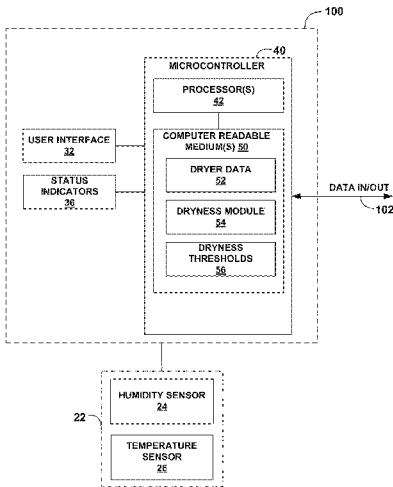 100
40
MICROCONTROLLER
PROCESSOR(S)
42
USER INTERFACE
32
COMPUTER READABLE
MEDIUM(S) 50
STATUS
INDICATORS
36
DRYER DATA
52
DATA IN/OUT
102
DRYNESS MODULE
54
DRYNESS
THRESHOLDS
56
22
HUMIDITY SENSOR
24
TEMPERATURE
SENSOR
26